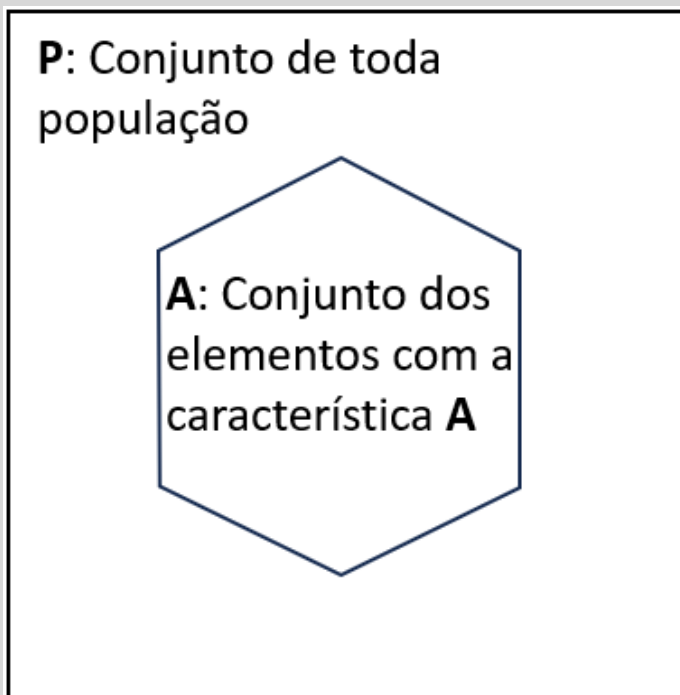 P: Conjunto de toda
população
A: Conjunto dos
elementos com a
característica A